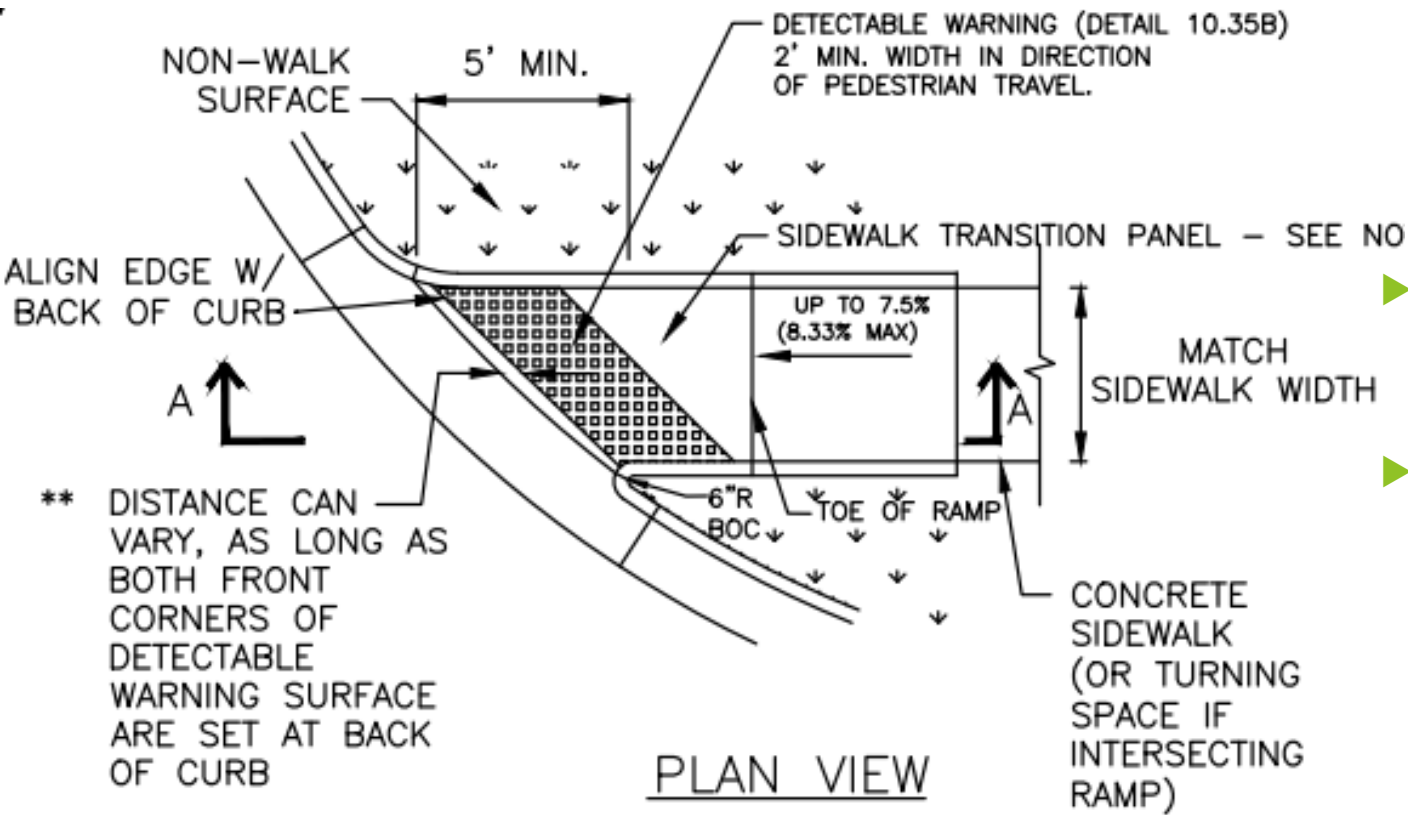 DETECTABLE WARNING (DETAIL 10.35B)
2' MIN. WIDTH IN DIRECTION
OF PEDESTRIAN TRAVEL.
NON-WALK
SURFACE
5' MIN.
SIDEWALK TRANSITION PANEL - SEE NO
ALIGN EDGE W/
BACK OF CURB
UP TO 7.5%
(8.33% MAX)
MATCH
SIDEWALK WIDTH
A
A
** DISTANCE CAN
VARY, AS LONG AS
BOTH FRONT
CORNERS OF
DETECTABLE
WARNING SURFACE
ARE SET AT BACK
OF CURB
6"R
BOC
TOE OF RAMP
CONCRETE
SIDEWALK
(OR TURNING
SPACE IF
INTERSECTING
RAMP)
PLAN VIEW